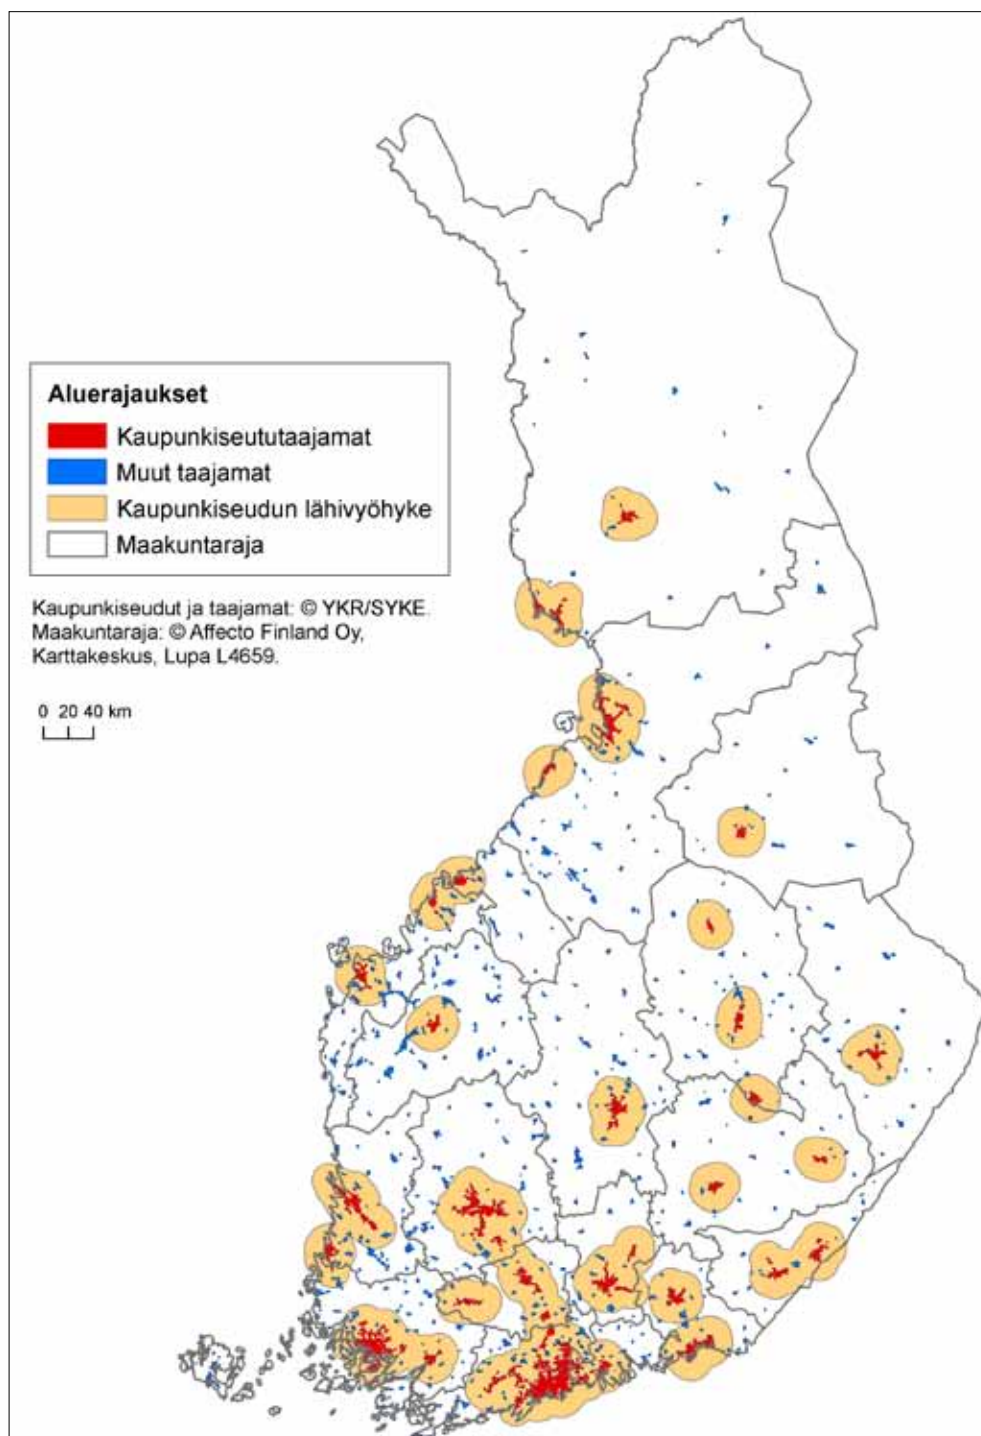 Aluerajaukset
Kaupunkiseututaajamat
Muut taajamat
Kaupunkiseudun lähivyöhyke
Maakuntaraja
Kaupunkiseudut ja taajamat: © YKR/SYKE.
Maakuntaraja: © Affecto Finland Oy,
Karttakeskus, Lupa L4659.
0 20 40 km